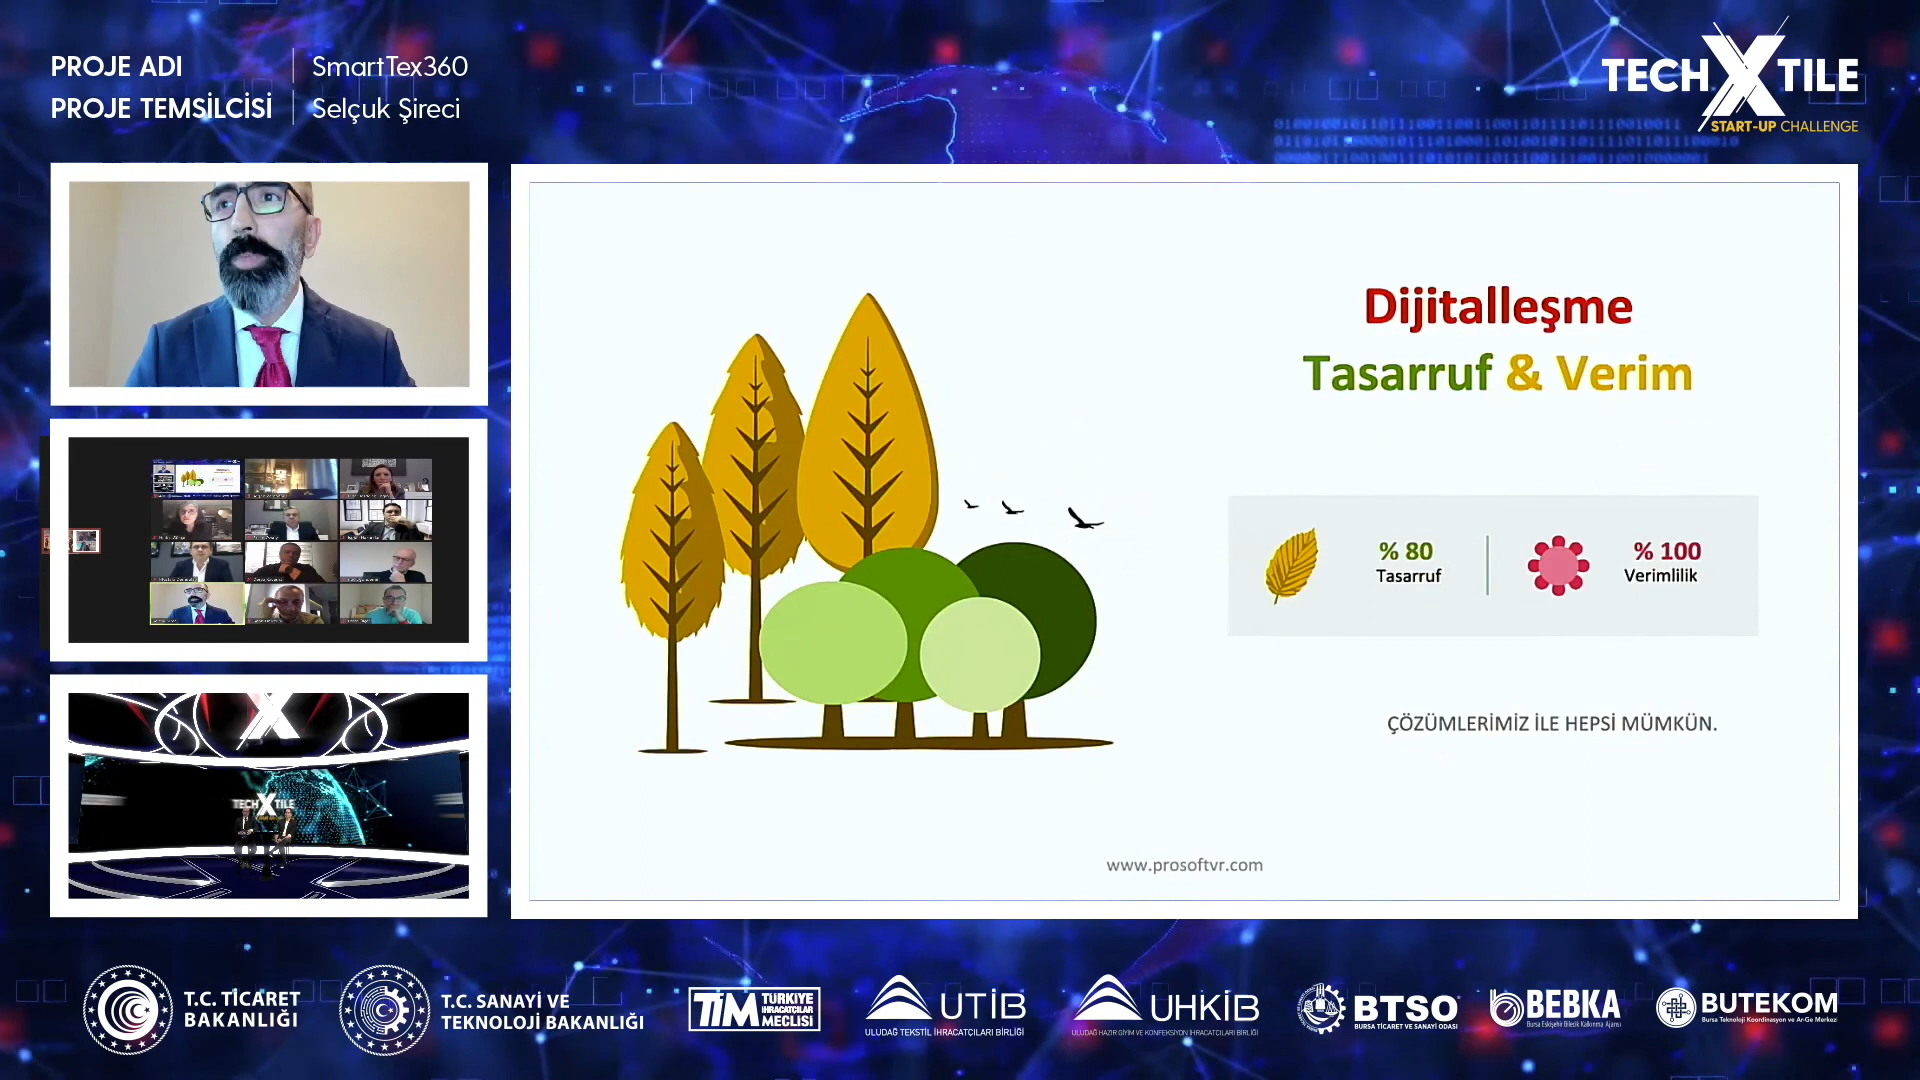 PROJE ADI
SmartTex360
PROJE TEMSİLCİSİ
Selçuk Şireci
TECHXTILE
START-UP CHALLENGE
Dijitalleşme
Tasarruf & Verim
% 80
Tasarruf
% 100
Verimlilik
ÇÖZÜMLERİMİZ İLE HEPSİ MÜMKÜN.
www.prosoftvr.com
TECHXTILE
T.C. TİCARET
BAKANLIĞI
T.C. SANAYİ VE
TEKNOLOJİ BAKANLIĞI
TİM TÜRKİYE
İHRACATÇILAR
MECLİSİ
UTİB
ULUDAĞ TEKSTİL İHRACATÇILARI BİRLİĞİ
UHKİB
ULUDAĞ HAZIR GİYİM VE KONFEKSİYON İHRACATÇILARI BİRLİĞİ
BTSO
BURSA TİCARET VE SANAYİ ODASI
BEBKA
Bursa Eskişehir Bilecik Kalkınma Ajansı
BUTEKOM
Bursa Teknoloji Koordinasyon ve Ar-Ge Merkezi